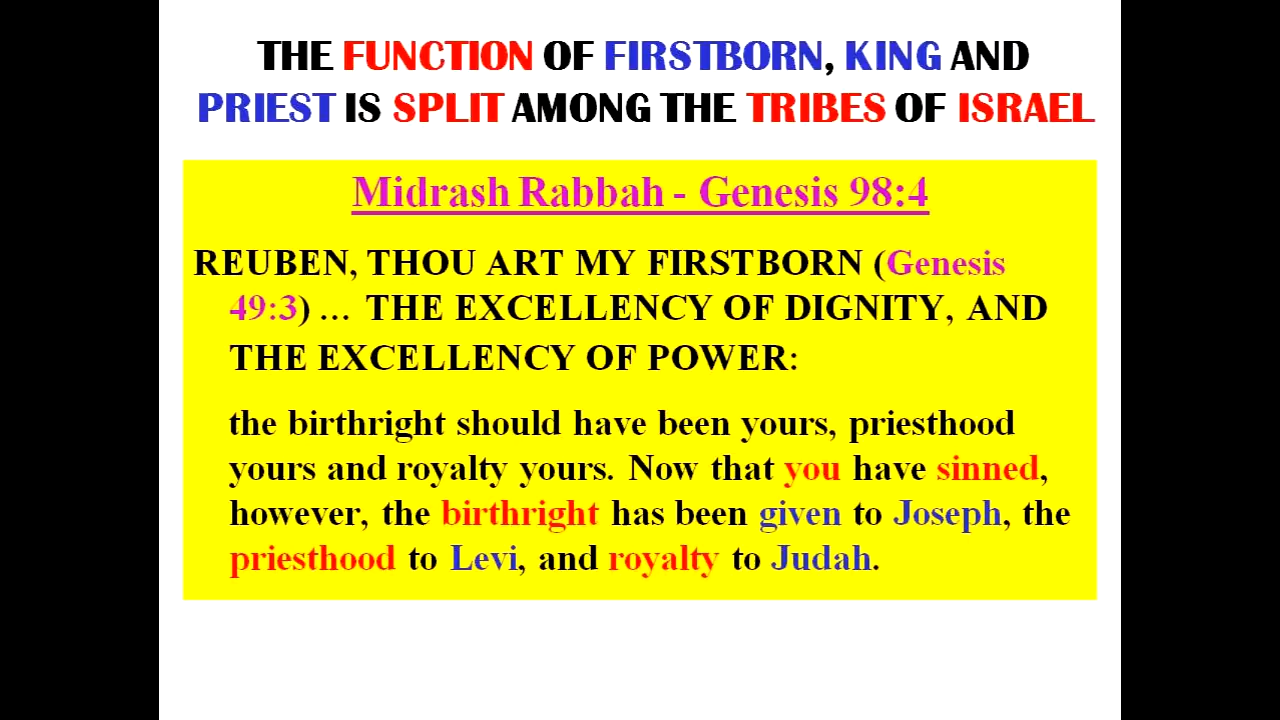 THE FUNCTION OF FIRSTBORN, KING AND
PRIEST IS SPLIT AMONG THE TRIBES OF ISRAEL
Midrash Rabbah - Genesis 98:4
REUBEN, THOU ART MY FIRSTBORN (Genesis
49:3) … THE EXCELLENCY OF DIGNITY, AND
THE EXCELLENCY OF POWER:
the birthright should have been yours, priesthood
yours and royalty yours. Now that you have sinned,
however, the birthright has been given to Joseph, the
priesthood to Levi, and royalty to Judah.